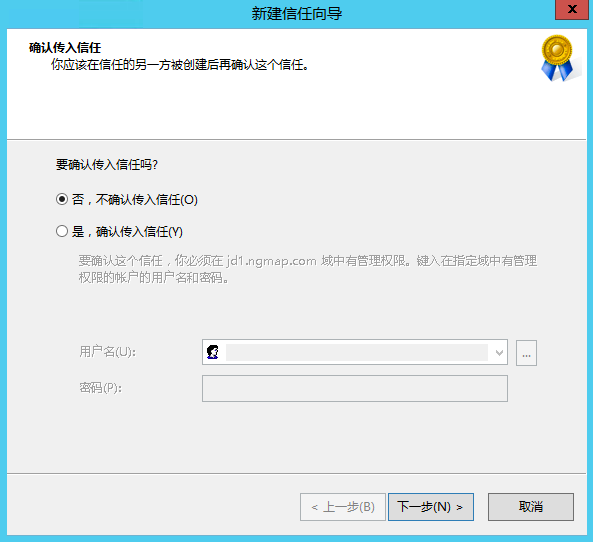 新建信任向导
x
确认传入信任
你应该在信任的另一方被创建后再确认这个信任。
要确认传入信任吗?
否，不确认传入信任(O)
是，确认传入信任(Y)
要确认这个信任，你必须在 jd1.ngmap.com 域中有管理权限。键入在指定域中有管理
权限的帐户的用户名和密码。
用户名(U):
...
密码(P):
< 上一步(B)
下一步(N) >
取消